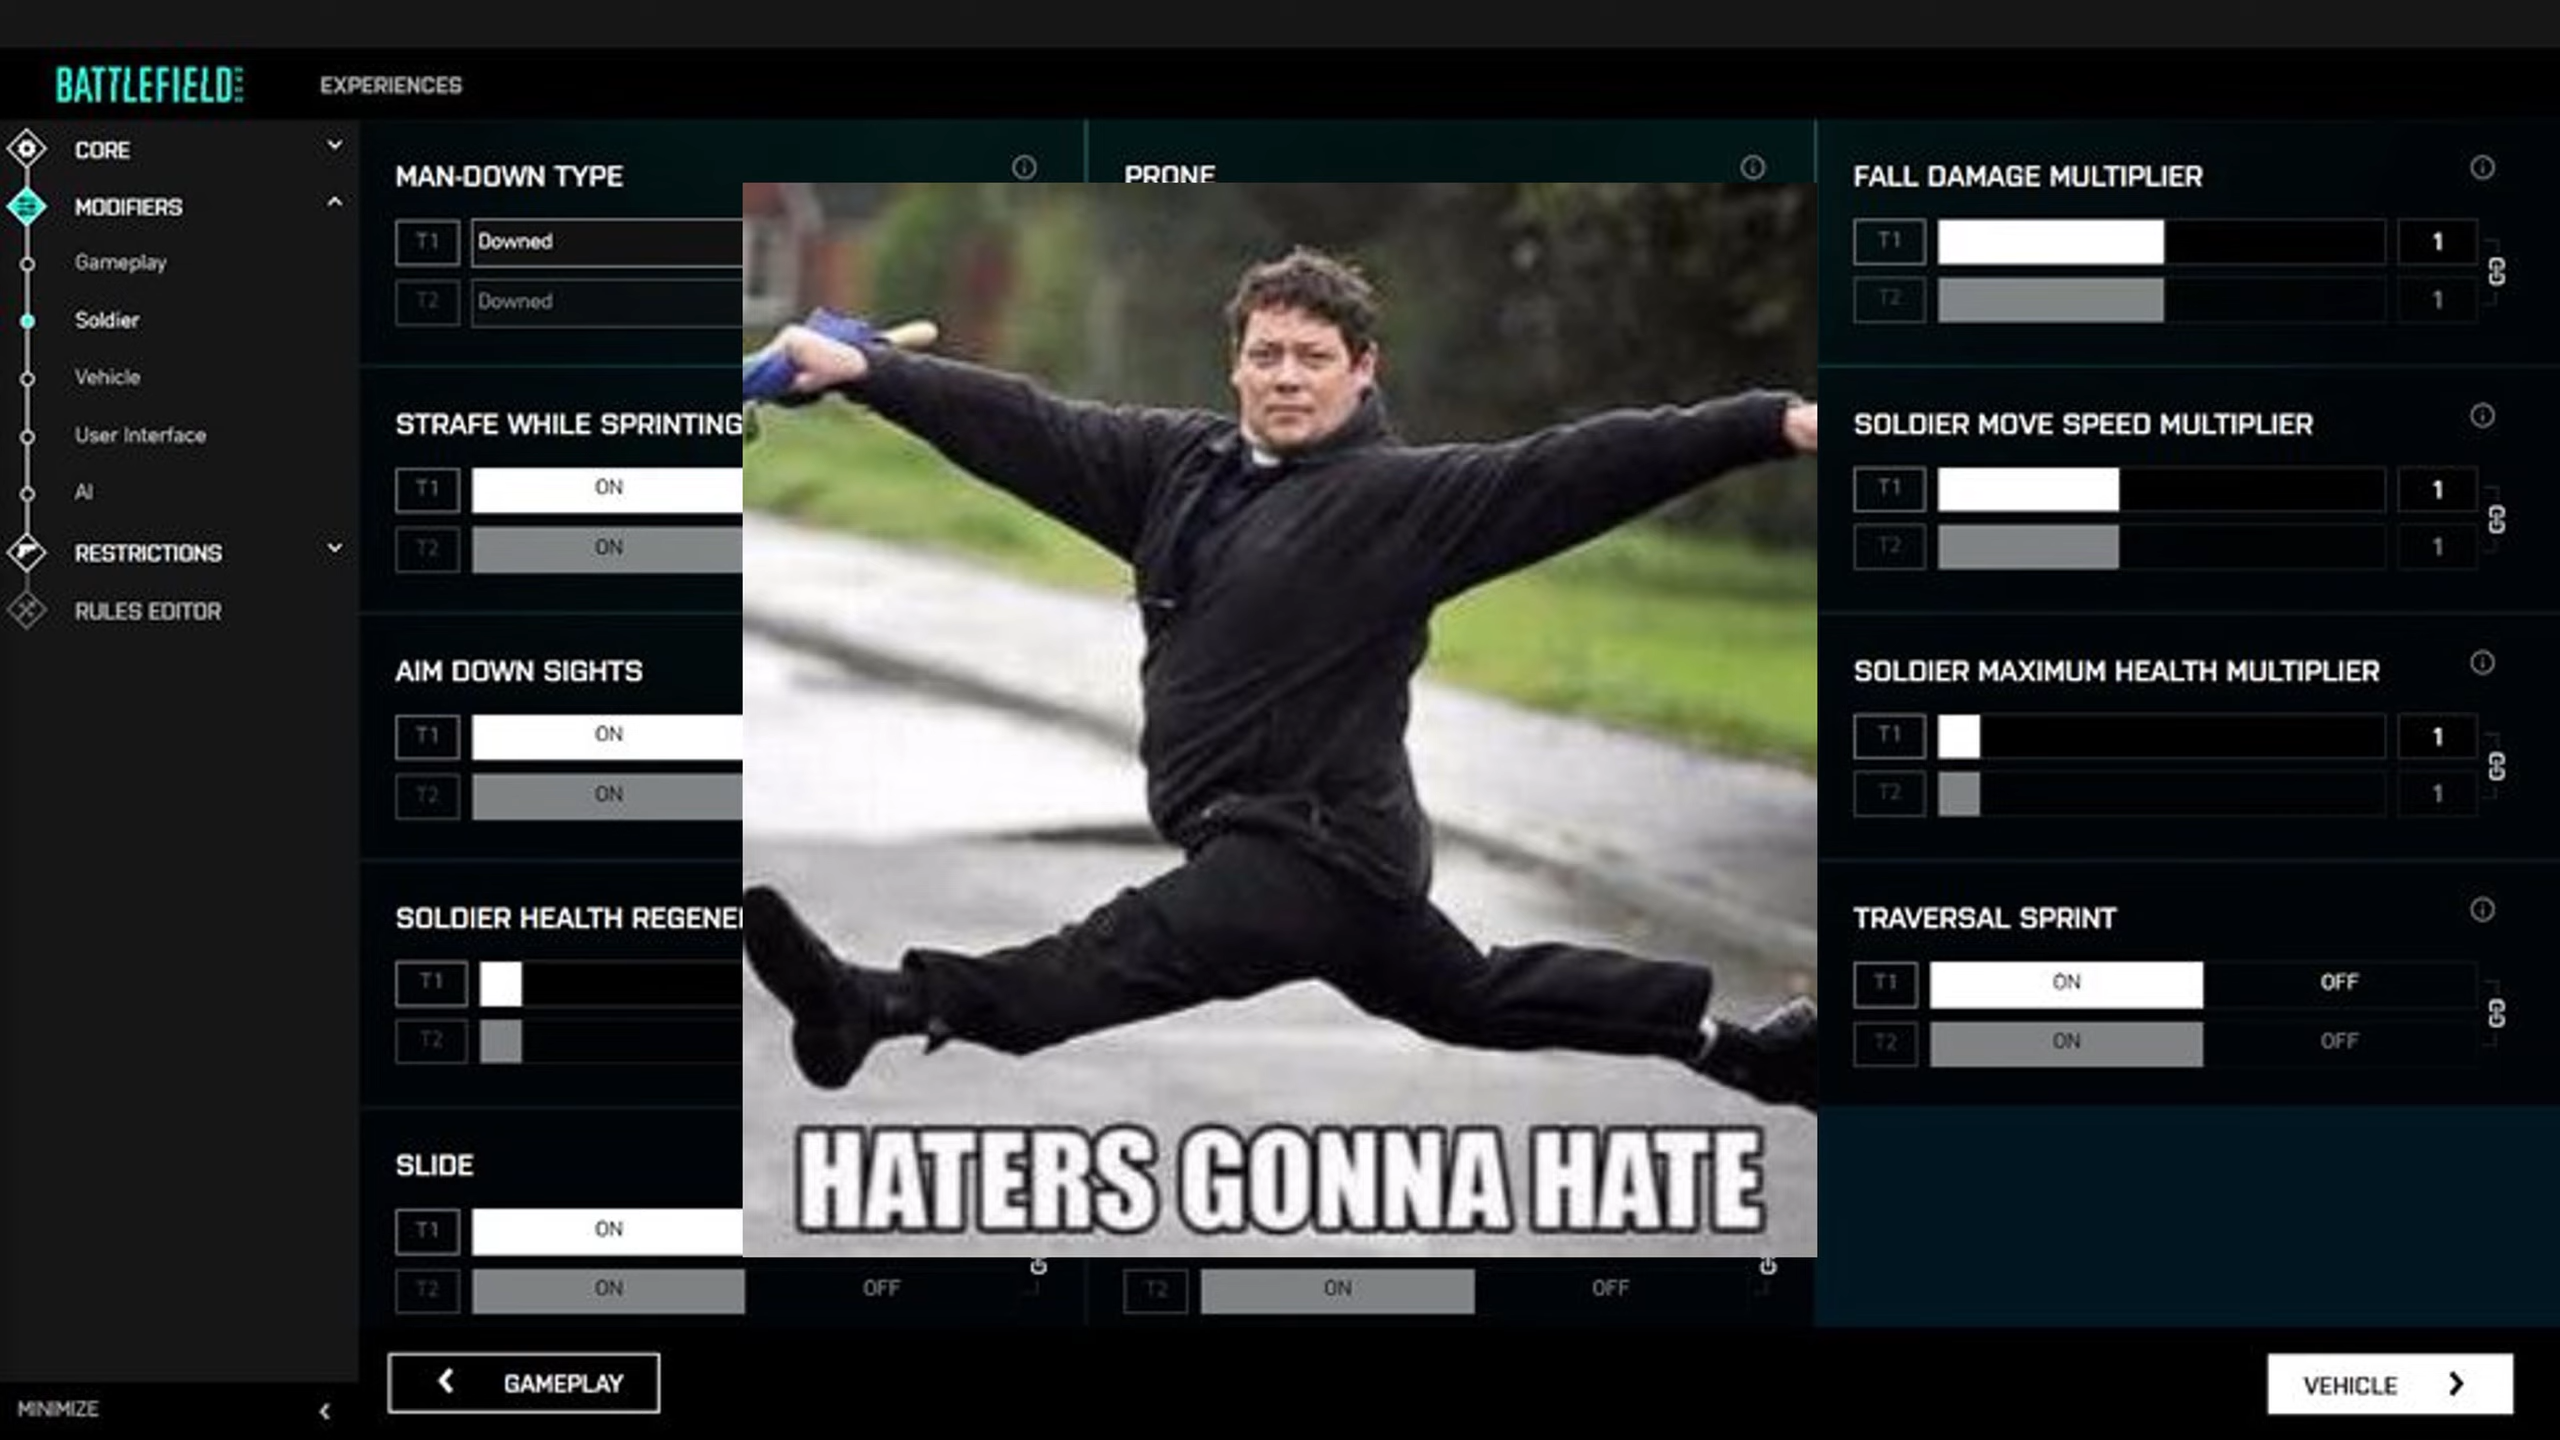 BATTLEFIELD
EXPERIENCES
CORE
MODIFIERS
Gameplay
Soldier
Vehicle
User Interface
AI
RESTRICTIONS
RULES EDITOR
MINIMIZE
MAN-DOWN TYPE
T1 Downed
T2 Downed
STRAFE WHILE SPRINTING
T1 ON
T2 ON
AIM DOWN SIGHTS
T1 ON
T2 ON
SOLDIER HEALTH
T1
T2
SLIDE
T1 ON
T2 ON OFF
PRONE
T2 ON OFF
HATERS GONNA HATE
FALL DAMAGE MULTIPLIER
T1 1
T2 1
SOLDIER MOVE SPEED MULTIPLIER
T1 1
T2 1
SOLDIER MAXIMUM HEALTH MULTIPLIER
T1 1
T2 1
TRAVERSAL SPRINT
T1 ON OFF
T2 ON OFF
GAMEPLAY
VEHICLE